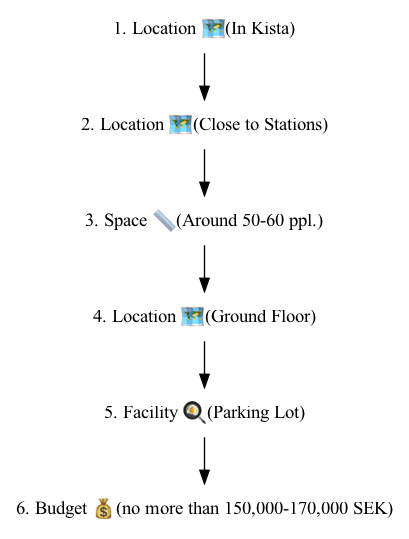 1. Location 🗺️(In Kista)
2. Location 🗺️(Close to Stations)
3. Space 📏(Around 50-60 ppl.)
4. Location 🗺️(Ground Floor)
5. Facility 🍳(Parking Lot)
6. Budget 💰(no more than 150,000-170,000 SEK)